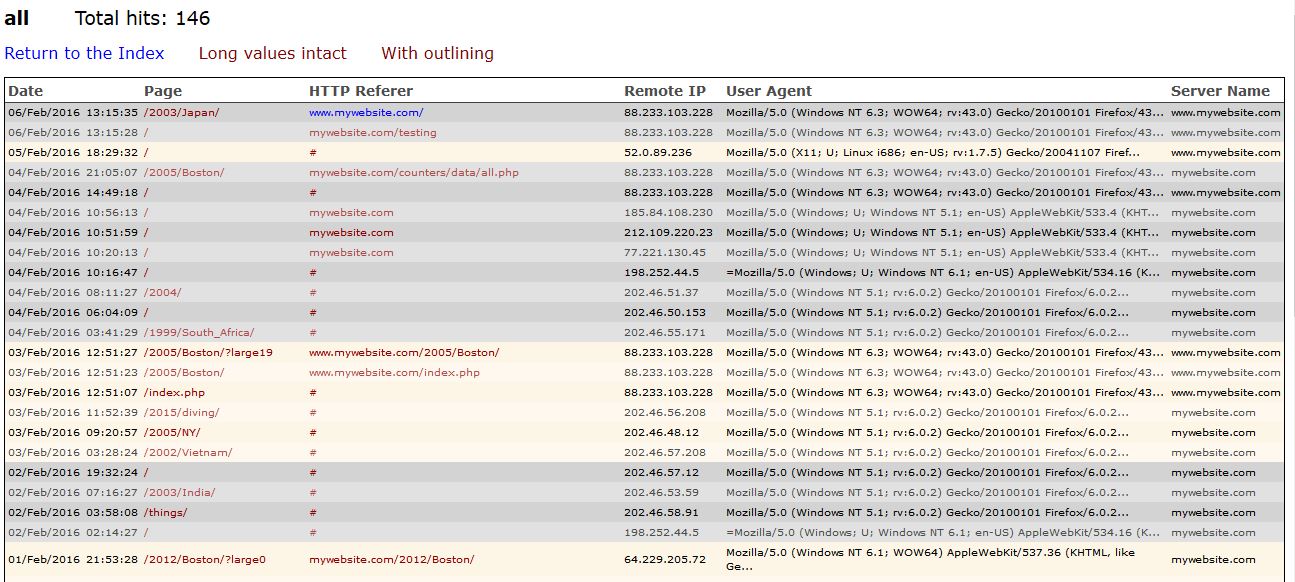 all Total hits: 146
Return to the Index Long values intact With outlining
Date Page HTTP Referer Remote IP User Agent Server Name
06/Feb/2016 13:15:35 /2003/Japan/ www.mywebsite.com/ 88.233.103.228 Mozilla/5.0 (Windows NT 6.3; WOW64; rv:43.0) Gecko/20100101 Firefox/43... www.mywebsite.com
06/Feb/2016 13:15:28 / mywebsite.com/testing 88.233.103.228 Mozilla/5.0 (Windows NT 6.3; WOW64; rv:43.0) Gecko/20100101 Firefox/43... www.mywebsite.com
05/Feb/2016 18:29:32 / # 52.0.89.236 Mozilla/5.0 (X11; U; Linux i686; en-US; rv:1.7.5) Gecko/20041107 Firef... www.mywebsite.com
04/Feb/2016 21:05:07 /2005/Boston/ mywebsite.com/counters/data/all.php 88.233.103.228 Mozilla/5.0 (Windows NT 6.3; WOW64; rv:43.0) Gecko/20100101 Firefox/43... www.mywebsite.com
04/Feb/2016 14:49:18 / # 88.233.103.228 Mozilla/5.0 (Windows NT 6.3; WOW64; rv:43.0) Gecko/20100101 Firefox/43... www.mywebsite.com
04/Feb/2016 10:56:13 / mywebsite.com 185.84.108.230 Mozilla/5.0 (Windows; U; Windows NT 5.1; en-US) AppleWebKit/533.4 (KHT... mywebsite.com
04/Feb/2016 10:51:59 / mywebsite.com 212.109.220.23 Mozilla/5.0 (Windows; U; Windows NT 5.1; en-US) AppleWebKit/533.4 (KHT... mywebsite.com
04/Feb/2016 10:20:13 / mywebsite.com 77.221.130.45 Mozilla/5.0 (Windows; U; Windows NT 5.1; en-US) AppleWebKit/533.4 (KHT... mywebsite.com
04/Feb/2016 10:16:47 / # 198.252.44.5 =Mozilla/5.0 (Windows; U; Windows NT 6.1; en-US) AppleWebKit/534.16 (K... mywebsite.com
04/Feb/2016 08:11:27 /2004/ # 202.46.51.37 Mozilla/5.0 (Windows NT 5.1; rv:6.0.2) Gecko/20100101 Firefox/6.0.2... mywebsite.com
04/Feb/2016 06:04:09 / # 202.46.50.153 Mozilla/5.0 (Windows NT 5.1; rv:6.0.2) Gecko/20100101 Firefox/6.0.2... mywebsite.com
04/Feb/2016 03:41:29 /1999/South_Africa/ # 202.46.55.171 Mozilla/5.0 (Windows NT 5.1; rv:6.0.2) Gecko/20100101 Firefox/6.0.2... mywebsite.com
03/Feb/2016 12:51:27 /2005/Boston/?large19 www.mywebsite.com/2005/Boston/ 88.233.103.228 Mozilla/5.0 (Windows NT 6.3; WOW64; rv:43.0) Gecko/20100101 Firefox/43... www.mywebsite.com
03/Feb/2016 12:51:23 /2005/Boston/ www.mywebsite.com/index.php 88.233.103.228 Mozilla/5.0 (Windows NT 6.3; WOW64; rv:43.0) Gecko/20100101 Firefox/43... www.mywebsite.com
03/Feb/2016 12:51:07 /index.php # 88.233.103.228 Mozilla/5.0 (Windows NT 6.3; WOW64; rv:43.0) Gecko/20100101 Firefox/43... www.mywebsite.com
03/Feb/2016 11:52:39 /2015/diving/ # 202.46.56.208 Mozilla/5.0 (Windows NT 5.1; rv:6.0.2) Gecko/20100101 Firefox/6.0.2... mywebsite.com
03/Feb/2016 09:20:57 /2005/NY/ # 202.46.48.12 Mozilla/5.0 (Windows NT 5.1; rv:6.0.2) Gecko/20100101 Firefox/6.0.2... mywebsite.com
03/Feb/2016 03:28:24 /2002/Vietnam/ # 202.46.57.208 Mozilla/5.0 (Windows NT 5.1; rv:6.0.2) Gecko/20100101 Firefox/6.0.2... mywebsite.com
02/Feb/2016 19:32:24 / # 202.46.57.12 Mozilla/5.0 (Windows NT 5.1; rv:6.0.2) Gecko/20100101 Firefox/6.0.2... mywebsite.com
02/Feb/2016 07:16:27 /2003/India/ # 202.46.53.59 Mozilla/5.0 (Windows NT 5.1; rv:6.0.2) Gecko/20100101 Firefox/6.0.2... mywebsite.com
02/Feb/2016 03:58:08 /things/ # 202.46.58.91 Mozilla/5.0 (Windows NT 5.1; rv:6.0.2) Gecko/20100101 Firefox/6.0.2... mywebsite.com
02/Feb/2016 02:14:27 / # 198.252.44.5 =Mozilla/5.0 (Windows; U; Windows NT 6.1; en-US) AppleWebKit/534.16 (K... mywebsite.com
01/Feb/2016 21:53:28 /2012/Boston/?large0 mywebsite.com/2012/Boston/ 64.229.205.72 Mozilla/5.0 (Windows NT 6.1; WOW64) AppleWebKit/537.36 (KHTML, like mywebsite.com
Ge...